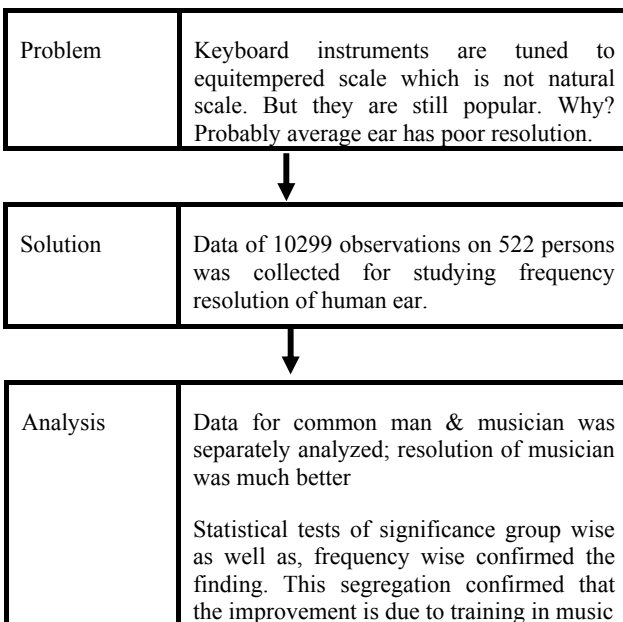 Problem
Keyboard instruments are tuned to
equitempered scale which is not natural
scale. But they are still popular. Why?
Probably average ear has poor resolution.
Solution
Data of 10299 observations on 522 persons
was collected for studying frequency
resolution of human ear.
Analysis
Data for common man & musician was
separately analyzed; resolution of musician
was much better
Statistical tests of significance group wise
as well as, frequency wise confirmed the
finding. This segregation confirmed that
the improvement is due to training in music